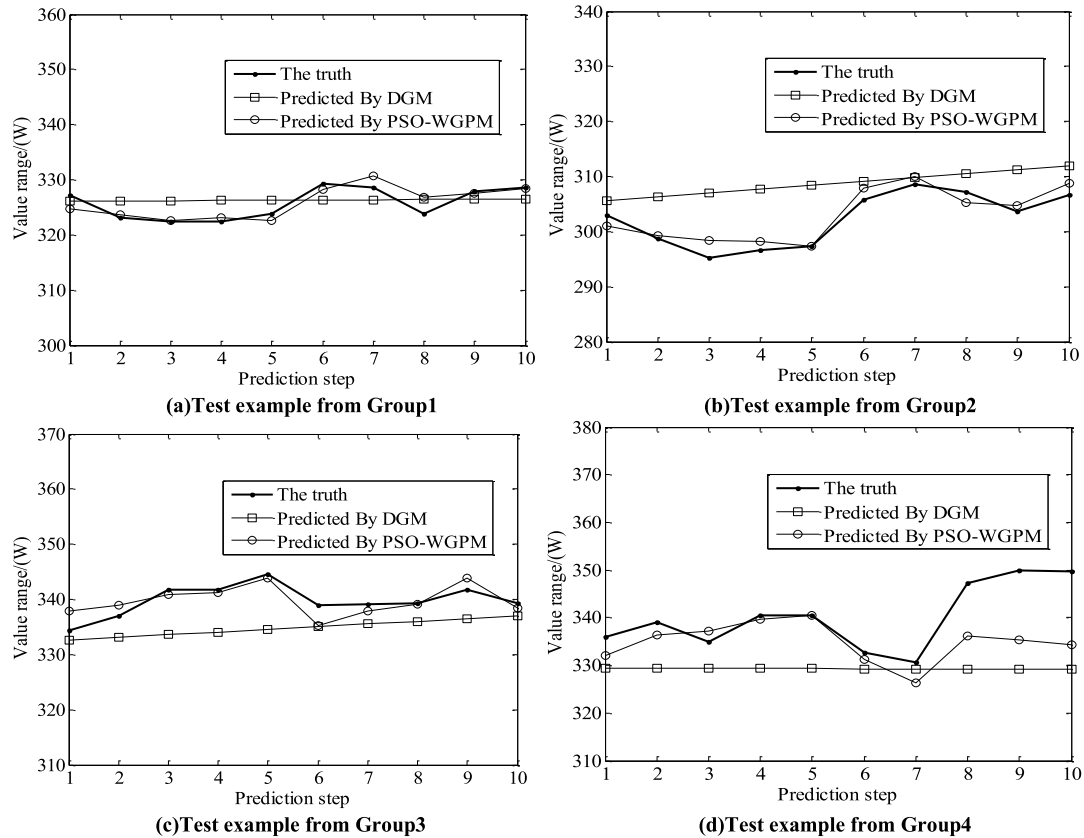 360
350
340
330
320
310
300
Value range/(W)
The truth
Predicted By DGM
Predicted By PSO-WGPM
1 2 3 4 5 6 7 8 9 10
Prediction step
(a)Test example from Group1
340
330
320
310
300
290
280
Value range/(W)
The truth
Predicted By DGM
Predicted By PSO-WGPM
1 2 3 4 5 6 7 8 9 10
Prediction step
(b)Test example from Group2
370
360
350
340
330
320
310
Value range/(W)
The truth
Predicted By DGM
Predicted By PSO-WGPM
1 2 3 4 5 6 7 8 9 10
Prediction step
(c)Test example from Group3
380
370
360
350
340
330
320
310
Value range/(W)
The truth
Predicted By DGM
Predicted By PSO-WGPM
1 2 3 4 5 6 7 8 9 10
Prediction step
(d)Test example from Group4